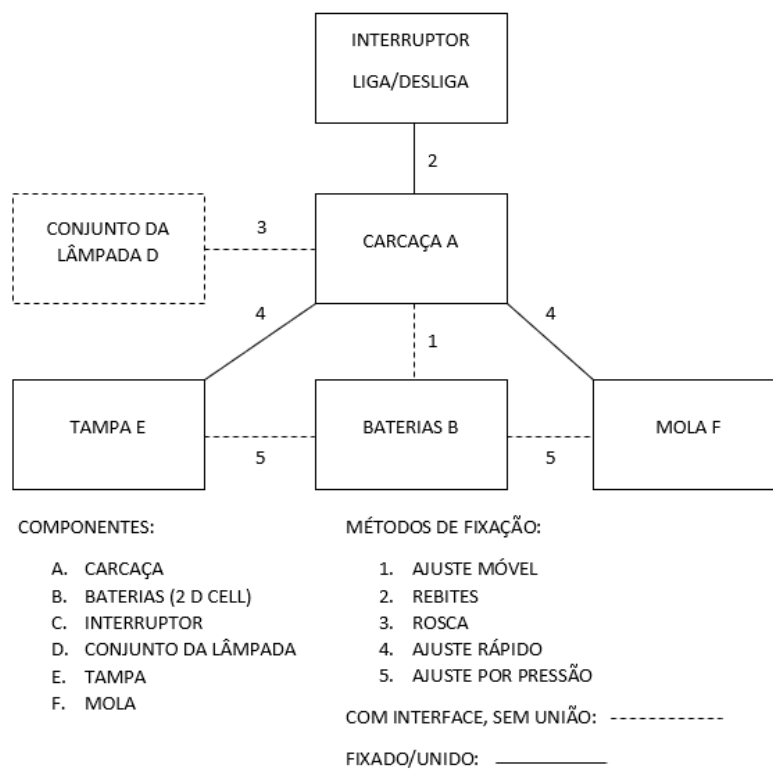 INTERRUPTOR
LIGA/DESLIGA
2
CONJUNTO DA
LÂMPADA D
3
CARCAÇA A
4
1
4
TAMPA E
5
BATERIAS B
5
MOLA F
COMPONENTES:
A. CARCAÇA
B. BATERIAS (2 D CELL)
C. INTERRUPTOR
D. CONJUNTO DA LÂMPADA
E. TAMPA
F. MOLA
MÉTODOS DE FIXAÇÃO:
1. AJUSTE MÓVEL
2. REBITES
3. ROSCA
4. AJUSTE RÁPIDO
5. AJUSTE POR PRESSÃO
COM INTERFACE, SEM UNIÃO:
FIXADO/UNIDO: